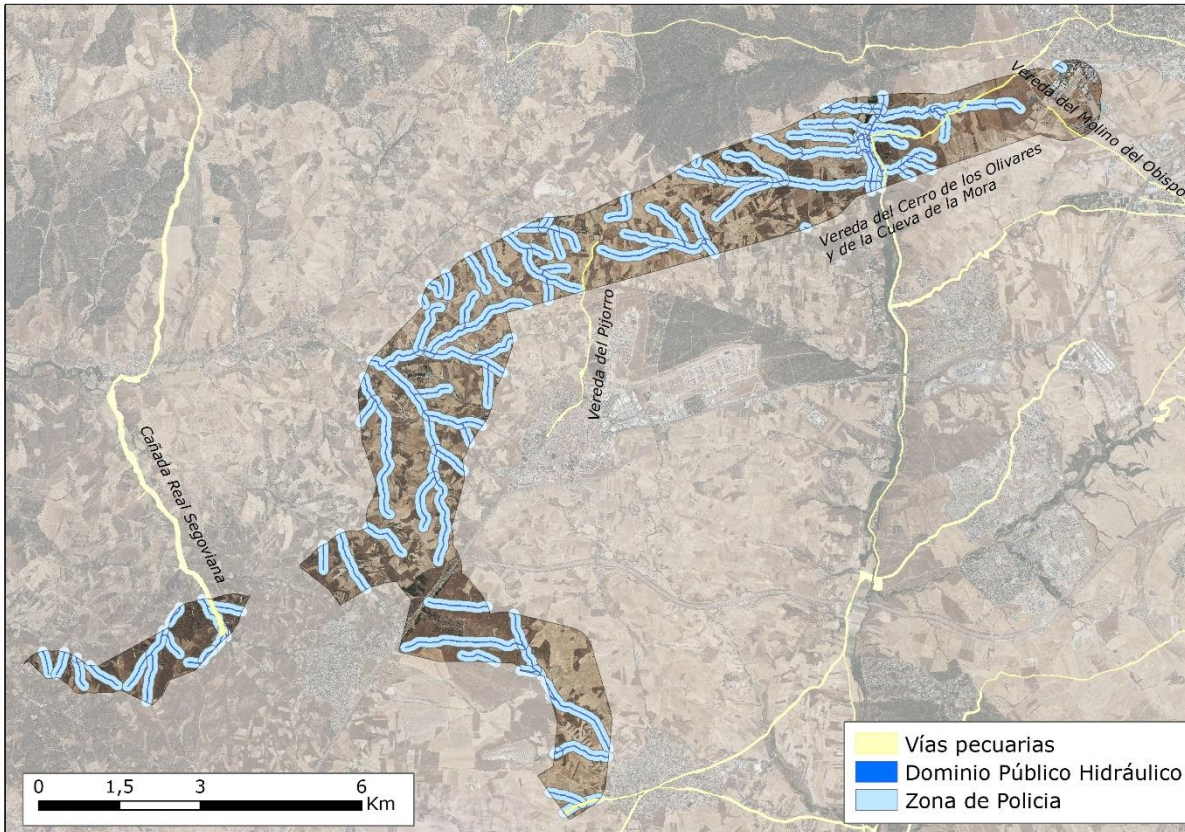 Vereda del Molino del Obispo
Vereda del Cerro de los Olivares
y de la Cueva de la Mora
Vereda del Pijorro
Cañada Real Segoviana
Vías pecuarias
Dominio Público Hidráulico
Zona de Policia
0 1,5 3 6
Km